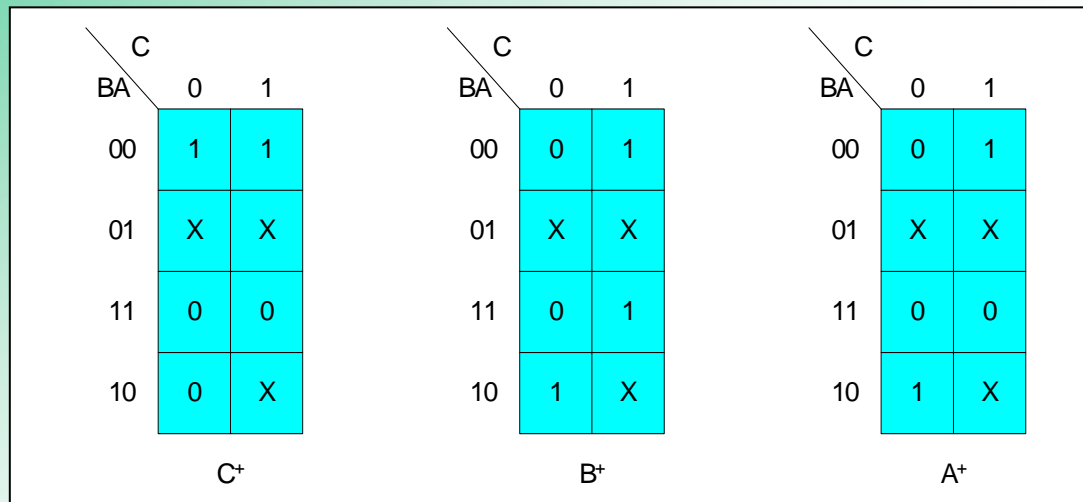 C C C
BA 0 1 BA 0 1 BA 0 1
00 1 1 00 0 1 00 0 1
01 X X 01 X X 01 X X
11 0 0 11 0 1 11 0 0
10 0 X 10 1 X 10 1 X
C⁺ B⁺ A⁺